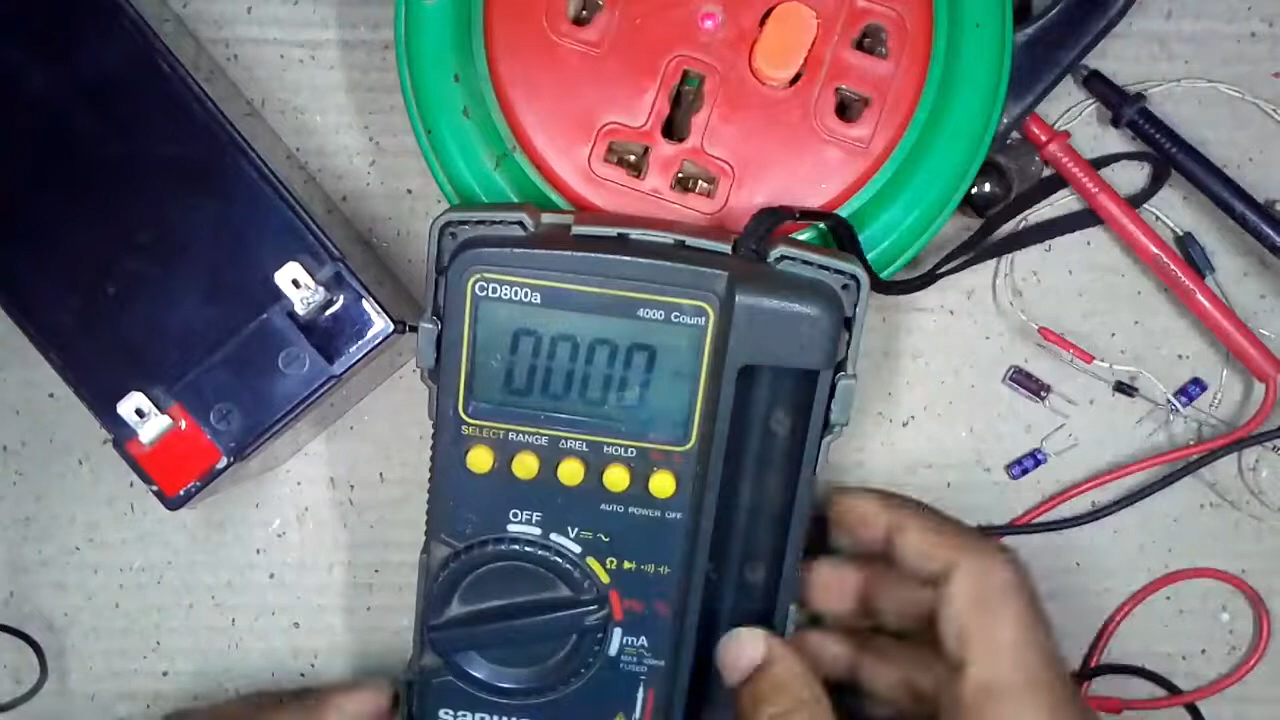 CD800a
4000 Count
0000
SELECT RANGE ΔREL HOLD
AUTO POWER OFF
OFF
V
Ω
mA
FUSED